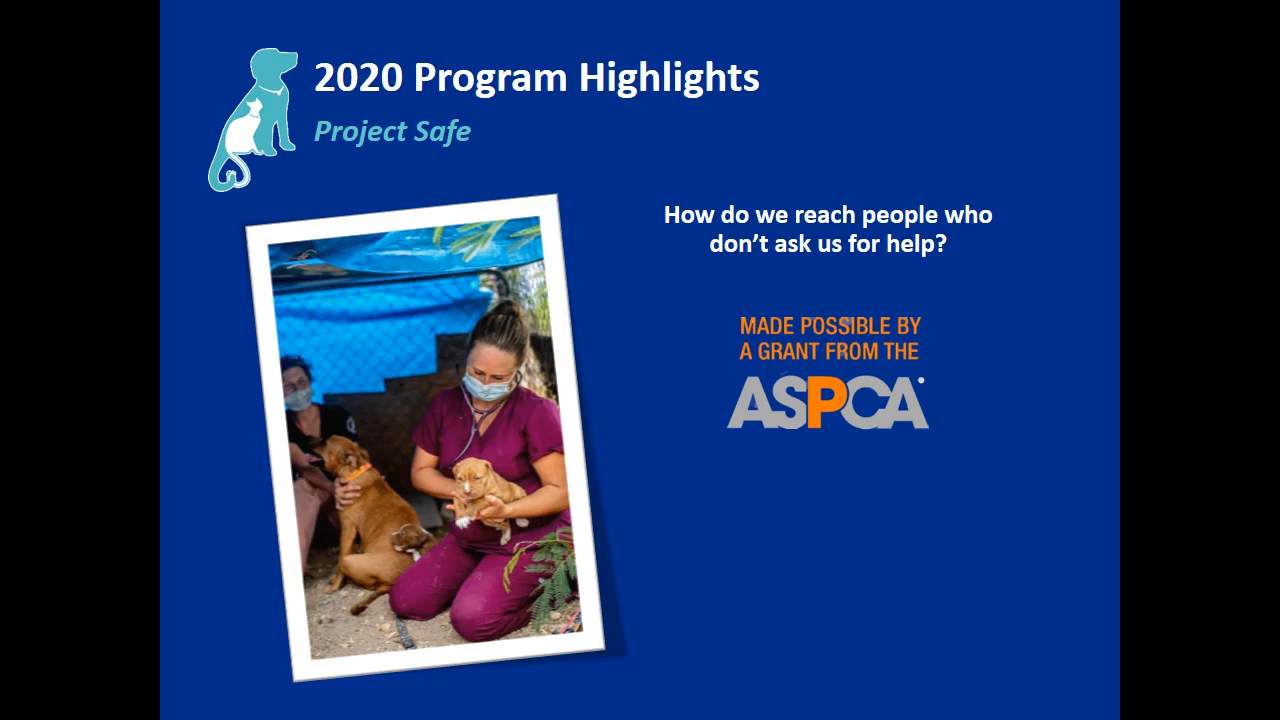 2020 Program Highlights
Project Safe
How do we reach people who
don’t ask us for help?
MADE POSSIBLE BY
A GRANT FROM THE
ASPCA®